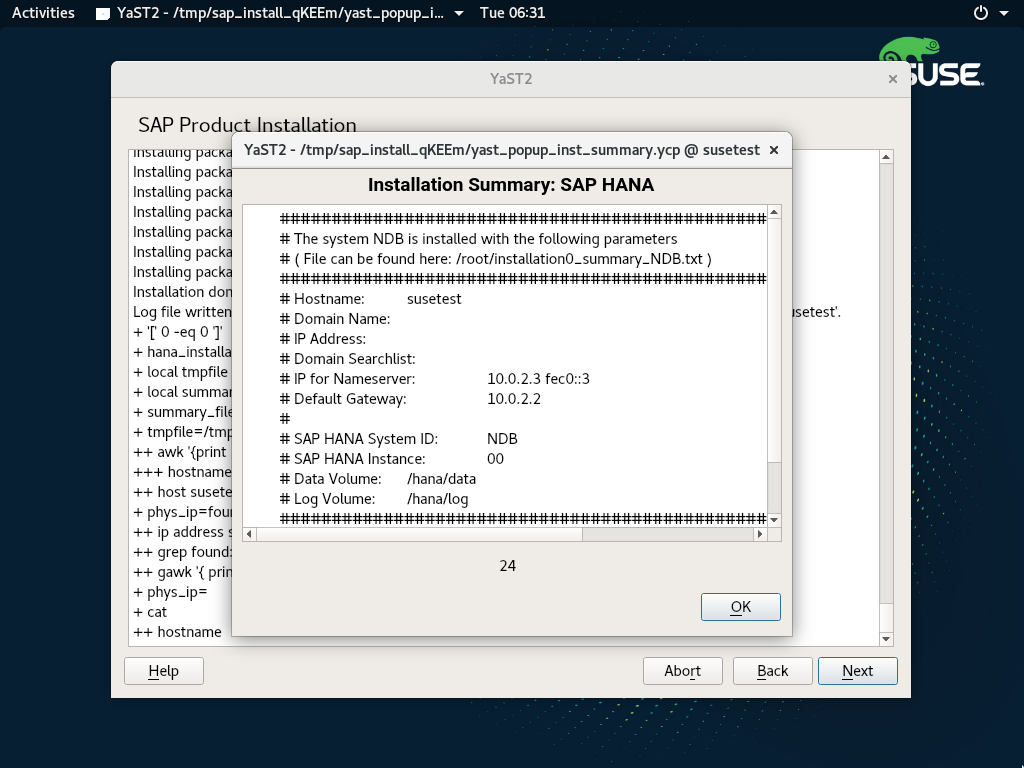 Activities
YaST2 - /tmp/sap_install_qKEEm/yast_popup_i...
Tue 06:31
SUSE
YaST2
SAP Product Installation
Installing packa
Installing packa
Installing packa
Installing packa
Installing packa
Installing packa
Installing packa
Installation don
Log file written
usetest'.
+ '[' 0 -eq 0 ']'
+ hana_installa
+ local tmpfile
+ local summar
+ summary_file
+ tmpfile=/tmp
++ awk '{print
+++ hostname
++ host susete
+ phys_ip=four
++ ip address s
++ grep found:
++ gawk '{ prin
+ phys_ip=
+ cat
++ hostname
YaST2 - /tmp/sap_install_qKEEm/yast_popup_inst_summary.ycp @ susetest
Installation Summary: SAP HANA
###############################################
# The system NDB is installed with the following parameters
# ( File can be found here: /root/installation0_summary_NDB.txt )
###############################################
# Hostname: susetest
# Domain Name:
# IP Address:
# Domain Searchlist:
# IP for Nameserver: 10.0.2.3 fec0::3
# Default Gateway: 10.0.2.2
#
# SAP HANA System ID: NDB
# SAP HANA Instance: 00
# Data Volume: /hana/data
# Log Volume: /hana/log
###############################################
24
OK
Help
Abort
Back
Next